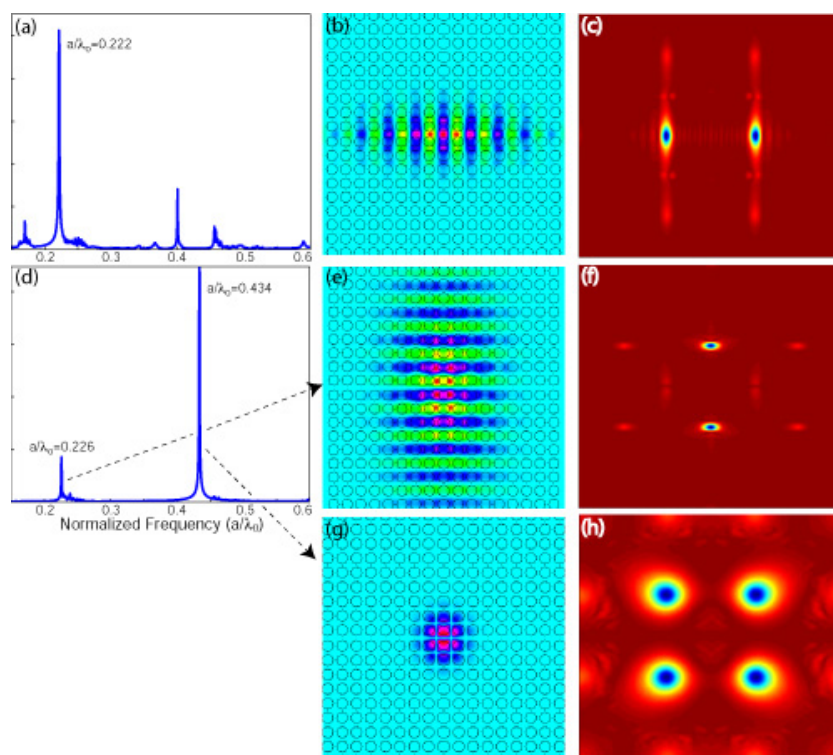 (a)
a/λ₀=0.222
0.2 0.3 0.4 0.5 0.6
(b)
(c)
(d)
a/λ₀=0.434
a/λ₀=0.226
0.2 0.3 0.4 0.5 0.6
Normalized Frequency (a/λ₀)
(e)
(f)
(g)
(h)